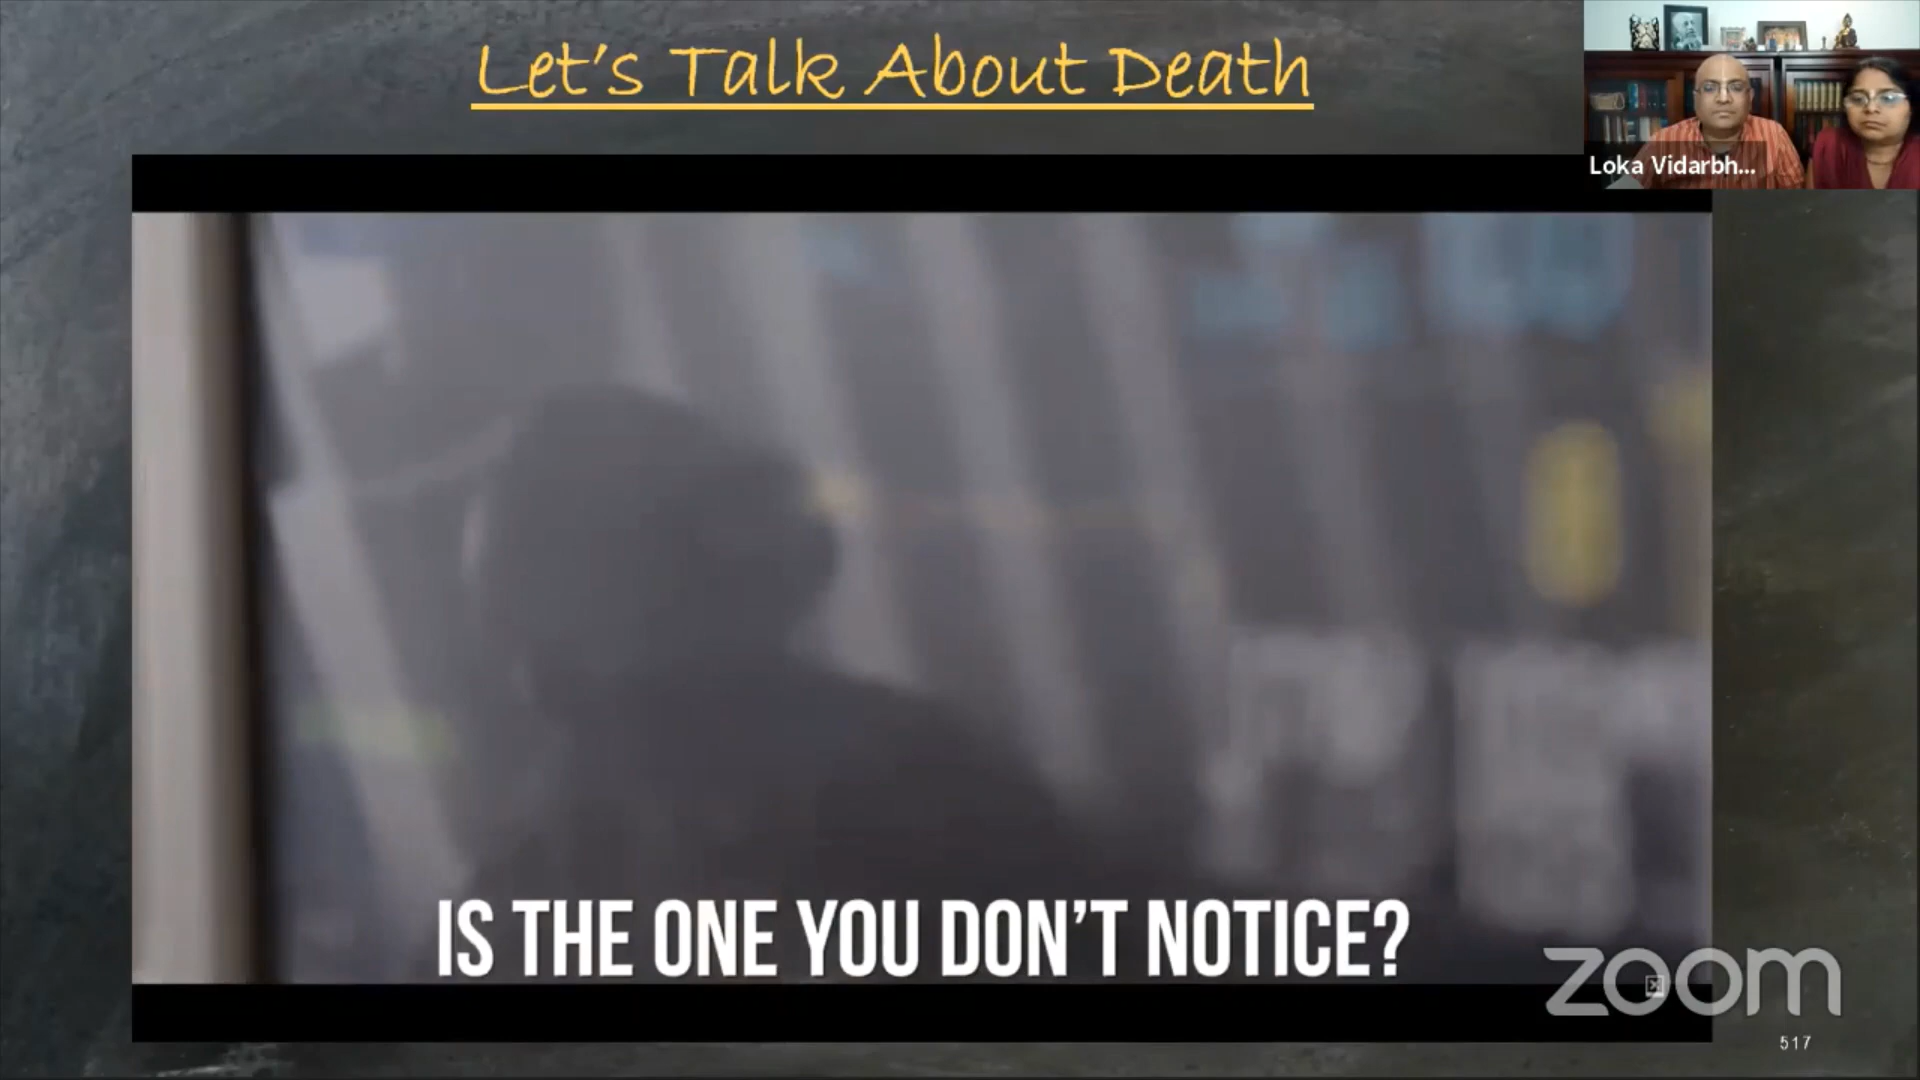 Let's Talk About Death
Loka Vidarbh...
IS THE ONE YOU DON'T NOTICE?
zoom
517